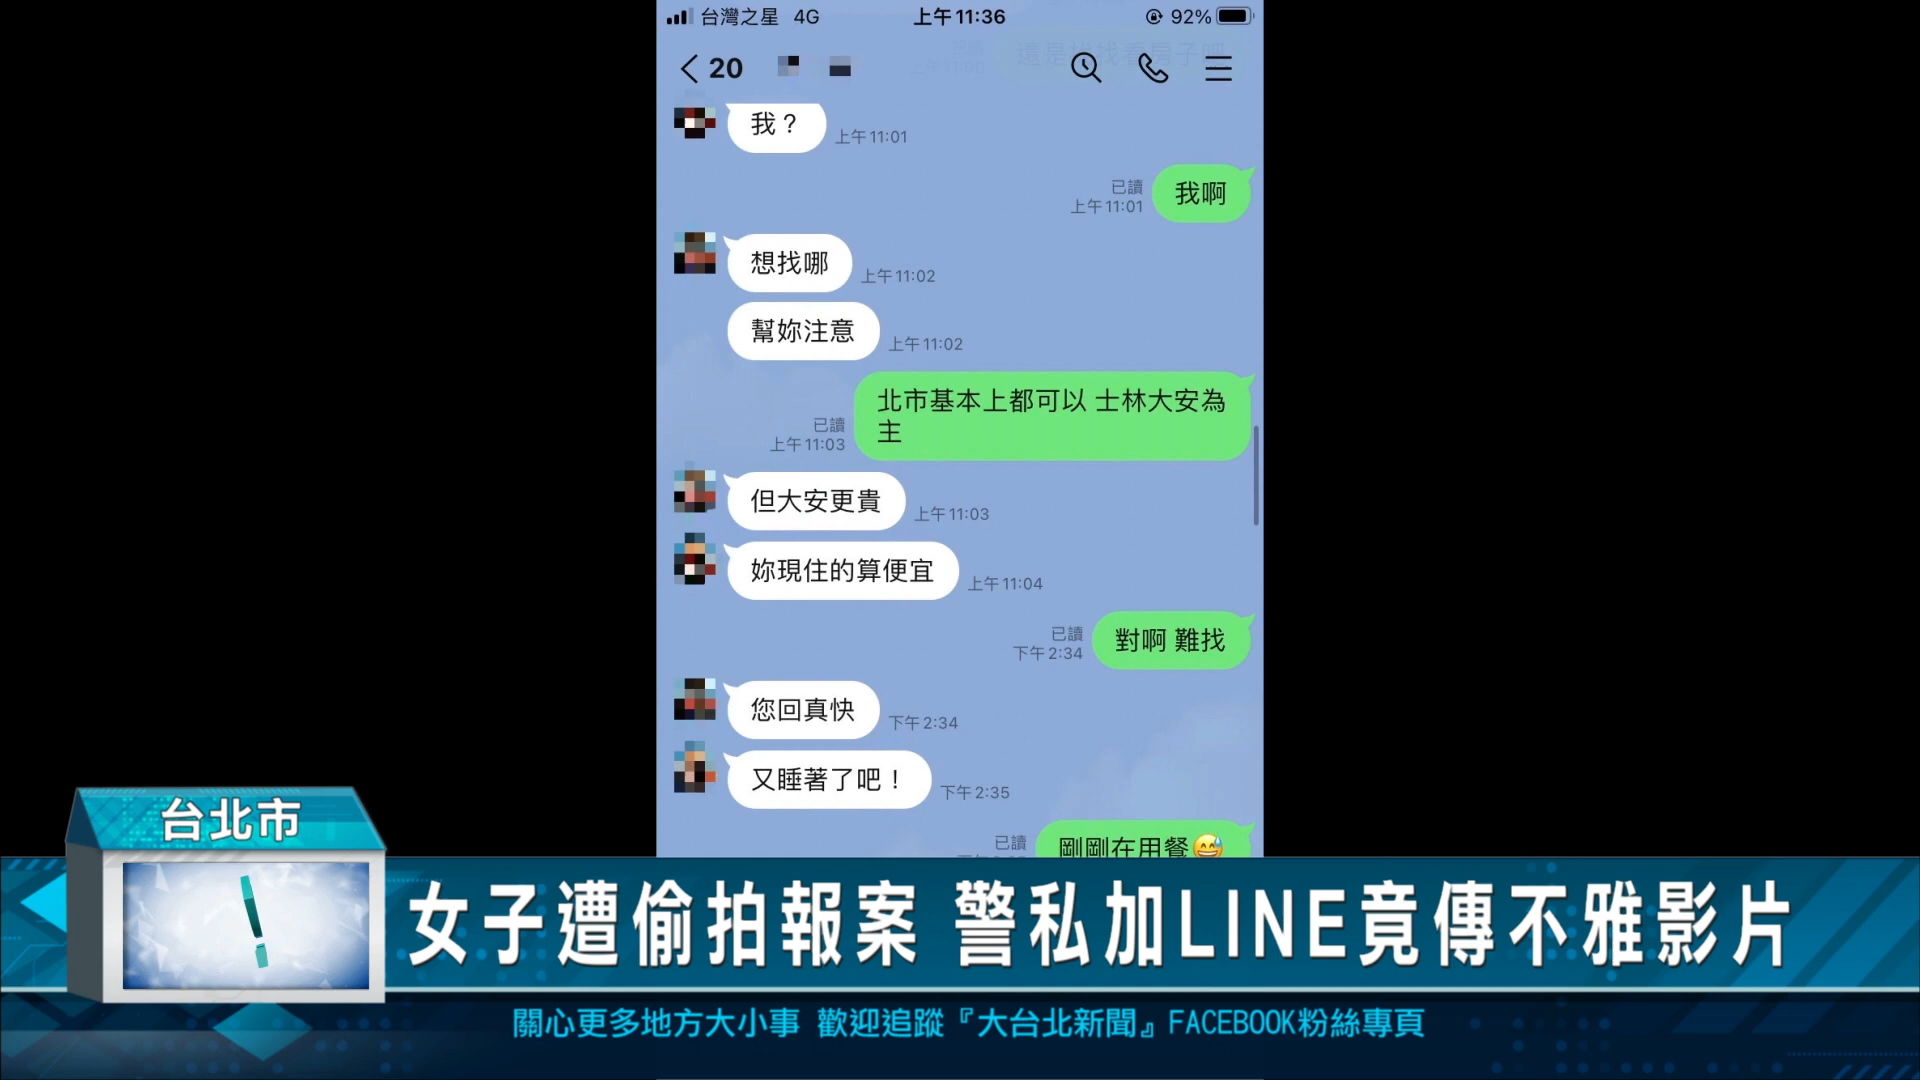 台灣之星 4G 上午11:36 92%
20
還是找找看房子吧
我？
上午11:01
已讀
上午11:01
我啊
想找哪
上午11:02
幫妳注意
上午11:02
北市基本上都可以 士林大安為
主
已讀
上午11:03
但大安更貴
上午11:03
妳現住的算便宜
上午11:04
已讀
下午2:34
對啊 難找
您回真快
下午2:34
又睡著了吧！
下午2:35
已讀
剛剛在用餐😅
台北市
女子遭偷拍報案 警私加LINE竟傳不雅影片
關心更多地方大小事 歡迎追蹤『大台北新聞』FACEBOOK粉絲專頁